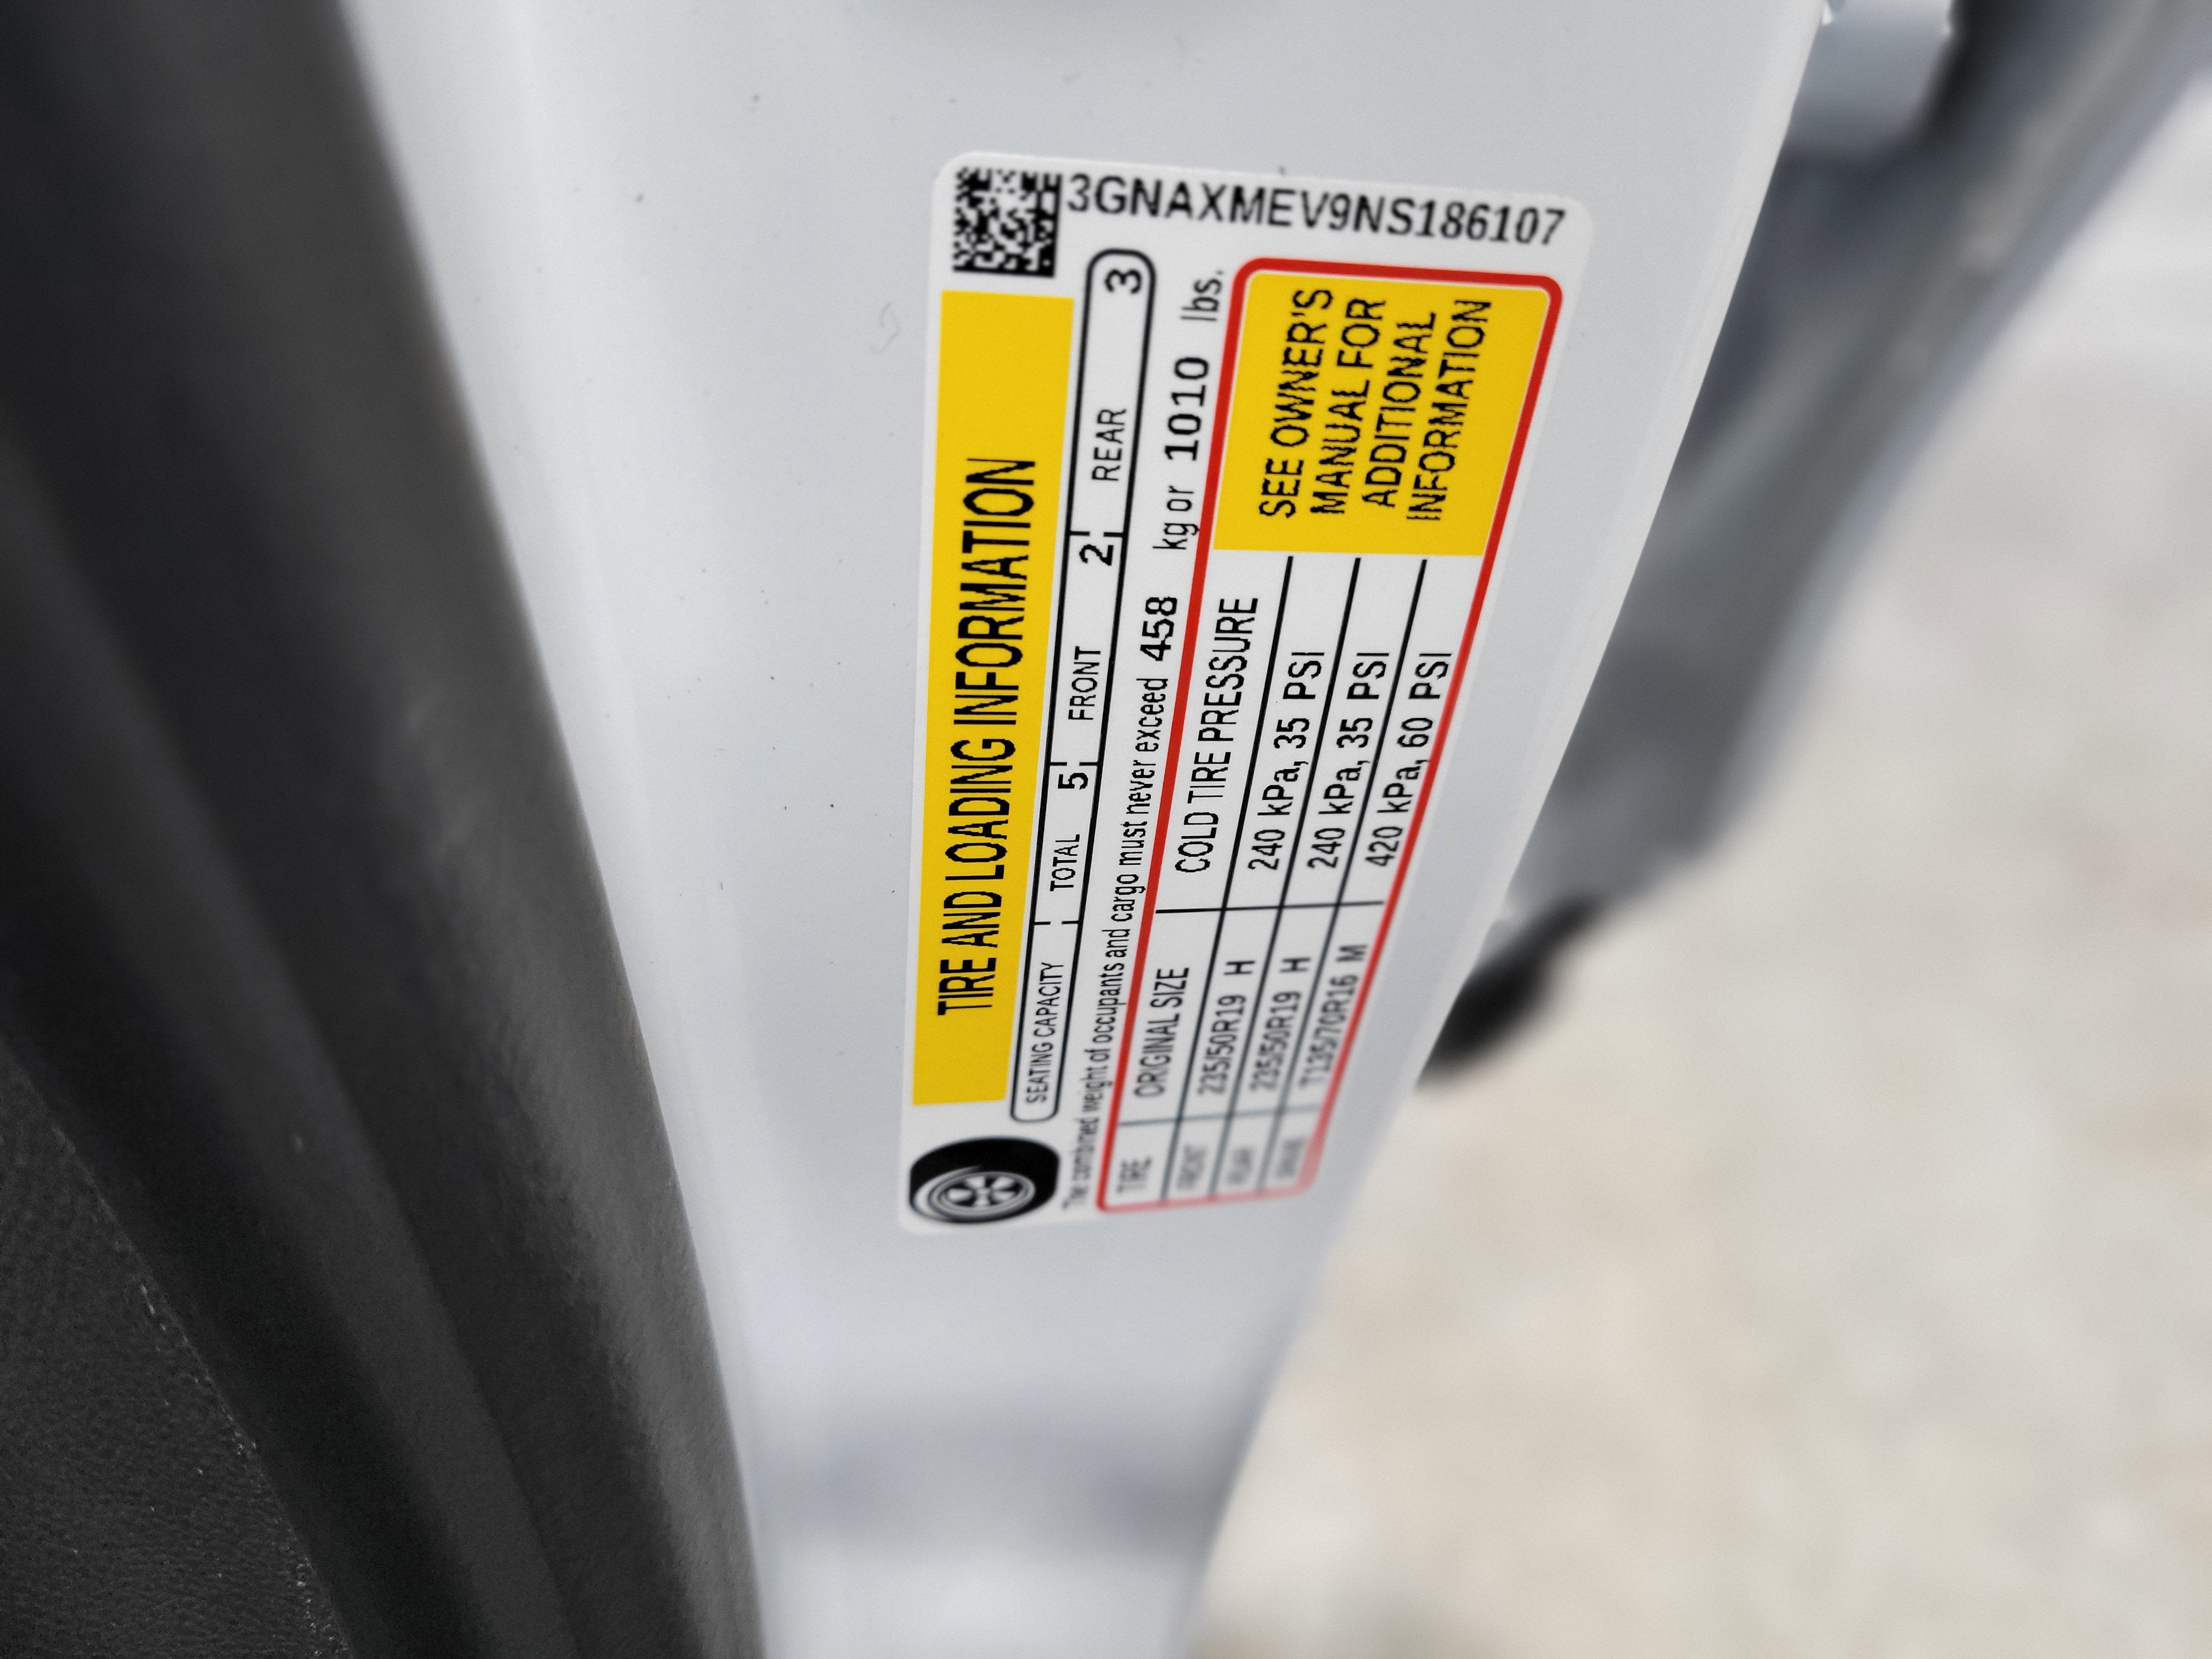 3GNAXMEV9NS186107
TIRE AND LOADING INFORMATION
SEATING CAPACITY TOTAL 5 FRONT 2 REAR 3
The combined weight of occupants and cargo must never exceed 458 kg or 1010 lbs.
TIRE ORIGINAL SIZE COLD TIRE PRESSURE
FRONT 235/50R19 H 240 kPa, 35 PSI
REAR 235/50R19 H 240 kPa, 35 PSI
SPARE T135/70R16 M 420 kPa, 60 PSI
SEE OWNER'S
MANUAL FOR
ADDITIONAL
INFORMATION